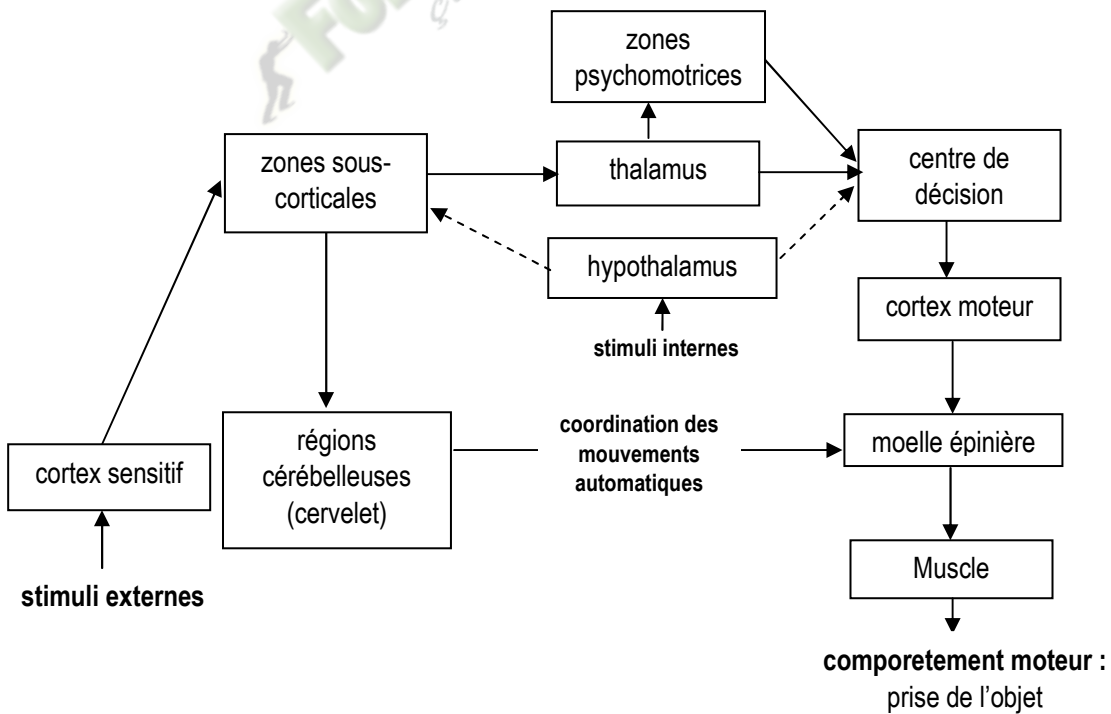 zones
psychomotrices
zones sous-
corticales
thalamus
centre de
décision
hypothalamus
cortex moteur
stimuli internes
régions
cérébelleuses
(cervelet)
coordination des
mouvements
automatiques
moelle épinière
cortex sensitif
Muscle
stimuli externes
comporetement moteur :
prise de l'objet